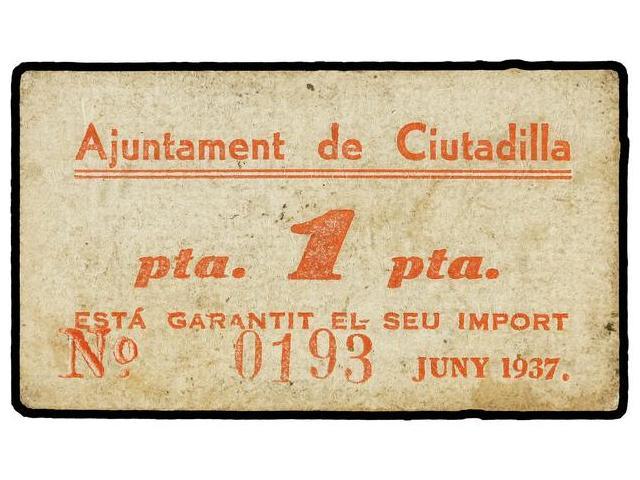 Ajuntament de Ciutadilla
pta. 1 pta.
ESTÁ GARANTIT EL SEU IMPORT
Nº 0193 JUNY 1937.